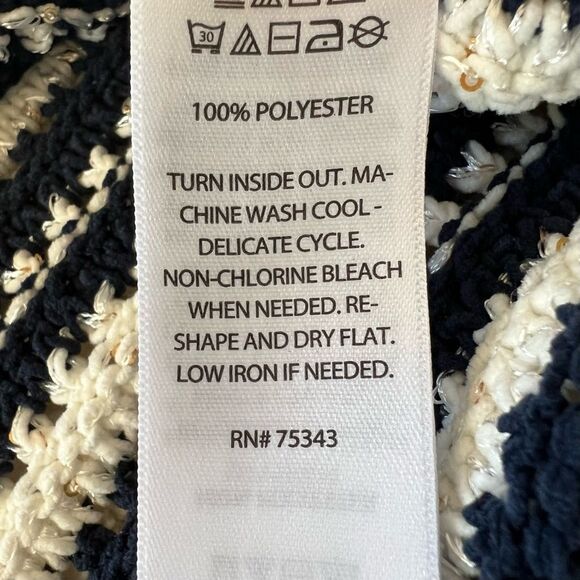 30
100% POLYESTER
TURN INSIDE OUT. MA-
CHINE WASH COOL -
DELICATE CYCLE.
NON-CHLORINE BLEACH
WHEN NEEDED. RE-
SHAPE AND DRY FLAT.
LOW IRON IF NEEDED.
RN# 75343